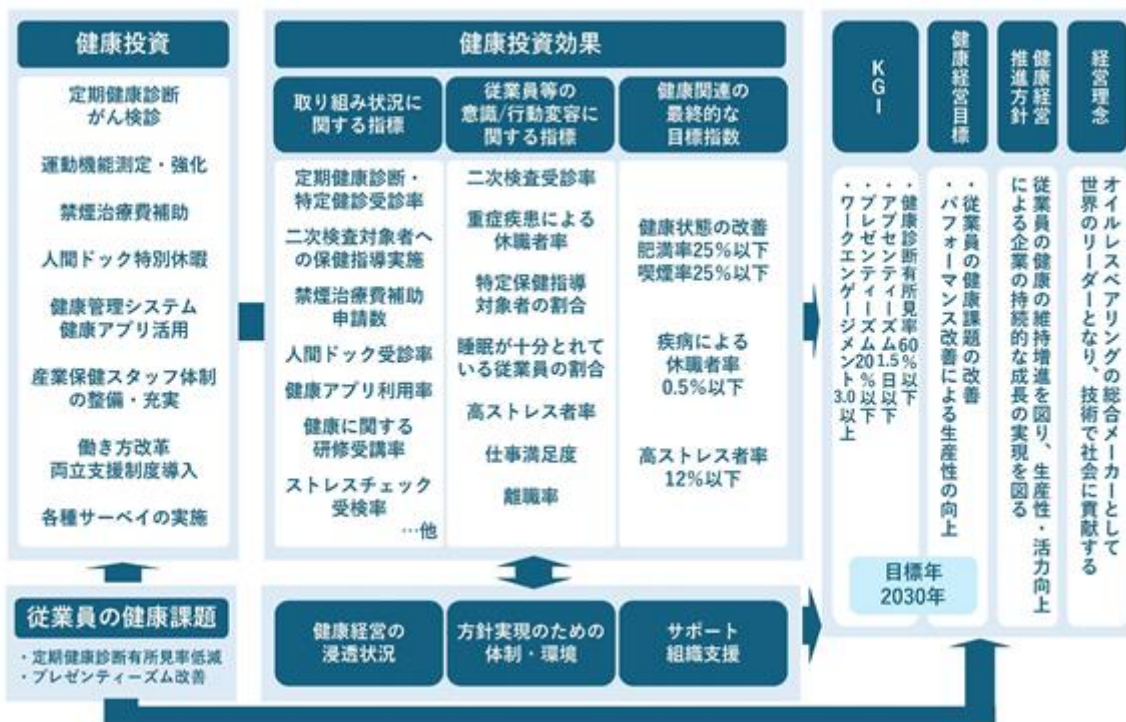 健康投資
定期健康診断
がん検診
運動機能測定・強化
禁煙治療費補助
人間ドック特別休暇
健康管理システム
健康アプリ活用
産業保健スタッフ体制
の整備・充実
働き方改革
両立支援制度導入
各種サーベイの実施
従業員の健康課題
・定期健康診断有所見率低減
・プレゼンティーズム改善
健康投資効果
取り組み状況に
関する指標
定期健康診断・
特定健診受診率
二次検査対象者へ
の保健指導実施
禁煙治療費補助
申請数
人間ドック受診率
健康アプリ利用率
健康に関する
研修受講率
ストレスチェック
受検率
…他
従業員等の
意識/行動変容に
関する指標
二次検査受診率
重症疾患による
休職者率
特定保健指導
対象者の割合
睡眠が十分とれて
いる従業員の割合
高ストレス者率
仕事満足度
離職率
健康関連の
最終的な
目標指数
健康状態の改善
肥満率25%以下
喫煙率25%以下
疾病による
休職者率
0.5%以下
高ストレス者率
12%以下
健康経営の
浸透状況
方針実現のための
体制・環境
サポート
組織支援
KGI
・健康診断有所見率60%以下
・アブセンティーズム1.5日以下
・プレゼンティーズム20%以下
・ワークエンゲージメント3.0以上
健康経営目標
・従業員の健康課題の改善
・パフォーマンス改善による生産性の向上
目標年
2030年
健康経営
推進方針
従業員の健康の維持増進を図り、生産性・活力向上
による企業の持続的な成長の実現を図る
経営理念
オイルレスベアリングの総合メーカーとして
世界のリーダーとなり、技術で社会に貢献する